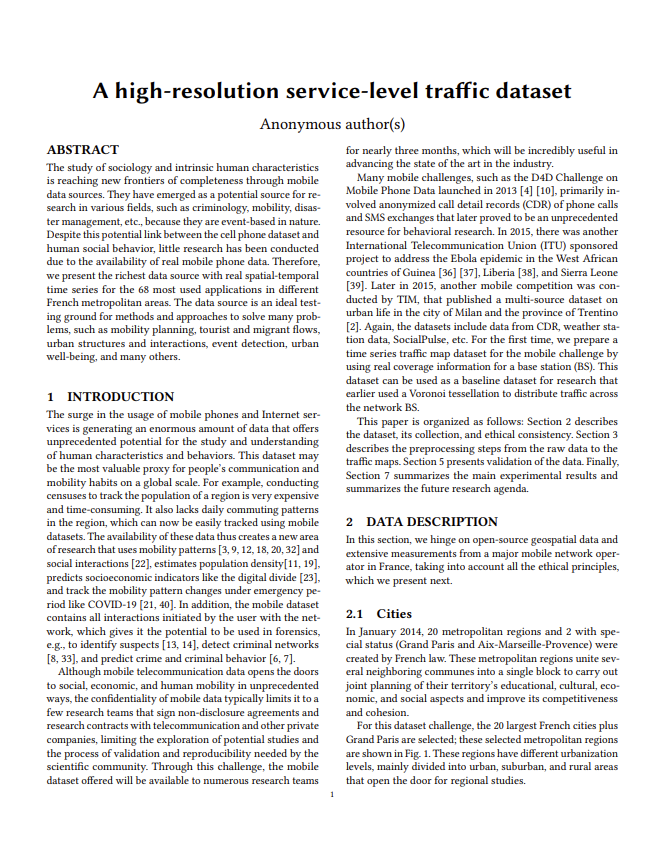 A high-resolution service-level traffic dataset
Anonymous author(s)
ABSTRACT
The study of sociology and intrinsic human characteristics
is reaching new frontiers of completeness through mobile
data sources. They have emerged as a potential source for re-
search in various fields, such as criminology, mobility, disas-
ter management, etc., because they are event-based in nature.
Despite this potential link between the cell phone dataset and
human social behavior, little research has been conducted
due to the availability of real mobile phone data. Therefore,
we present the richest data source with real spatial-temporal
time series for the 68 most used applications in different
French metropolitan areas. The data source is an ideal test-
ing ground for methods and approaches to solve many prob-
lems, such as mobility planning, tourist and migrant flows,
urban structures and interactions, event detection, urban
well-being, and many others.
1 INTRODUCTION
The surge in the usage of mobile phones and Internet ser-
vices is generating an enormous amount of data that offers
unprecedented potential for the study and understanding
of human characteristics and behaviors. This dataset may
be the most valuable proxy for people's communication and
mobility habits on a global scale. For example, conducting
censuses to track the population of a region is very expensive
and time-consuming. It also lacks daily commuting patterns
in the region, which can now be easily tracked using mobile
datasets. The availability of these data thus creates a new area
of research that uses mobility patterns [3, 9, 12, 18, 20, 32] and
social interactions [22], estimates population density[11, 19],
predicts socioeconomic indicators like the digital divide [23],
and track the mobility pattern changes under emergency pe-
riod like COVID-19 [21, 40]. In addition, the mobile dataset
contains all interactions initiated by the user with the net-
work, which gives it the potential to be used in forensics,
e.g., to identify suspects [13, 14], detect criminal networks
[8, 33], and predict crime and criminal behavior [6, 7].
Although mobile telecommunication data opens the doors
to social, economic, and human mobility in unprecedented
ways, the confidentiality of mobile data typically limits it to a
few research teams that sign non-disclosure agreements and
research contracts with telecommunication and other private
companies, limiting the exploration of potential studies and
the process of validation and reproducibility needed by the
scientific community. Through this challenge, the mobile
dataset offered will be available to numerous research teams
for nearly three months, which will be incredibly useful in
advancing the state of the art in the industry.
Many mobile challenges, such as the D4D Challenge on
Mobile Phone Data launched in 2013 [4] [10], primarily in-
volved anonymized call detail records (CDR) of phone calls
and SMS exchanges that later proved to be an unprecedented
resource for behavioral research. In 2015, there was another
International Telecommunication Union (ITU) sponsored
project to address the Ebola epidemic in the West African
countries of Guinea [36] [37], Liberia [38], and Sierra Leone
[39]. Later in 2015, another mobile competition was con-
ducted by TIM, that published a multi-source dataset on
urban life in the city of Milan and the province of Trentino
[2]. Again, the datasets include data from CDR, weather sta-
tion data, SocialPulse, etc. For the first time, we prepare a
time series traffic map dataset for the mobile challenge by
using real coverage information for a base station (BS). This
dataset can be used as a baseline dataset for research that
earlier used a Voronoi tessellation to distribute traffic across
the network BS.
This paper is organized as follows: Section 2 describes
the dataset, its collection, and ethical consistency. Section 3
describes the preprocessing steps from the raw data to the
traffic maps. Section 5 presents validation of the data. Finally,
Section 7 summarizes the main experimental results and
summarizes the future research agenda.
2 DATA DESCRIPTION
In this section, we hinge on open-source geospatial data and
extensive measurements from a major mobile network oper-
ator in France, taking into account all the ethical principles,
which we present next.
2.1 Cities
In January 2014, 20 metropolitan regions and 2 with spe-
cial status (Grand Paris and Aix-Marseille-Provence) were
created by French law. These metropolitan regions unite sev-
eral neighboring communes into a single block to carry out
joint planning of their territory's educational, cultural, eco-
nomic, and social aspects and improve its competitiveness
and cohesion.
For this dataset challenge, the 20 largest French cities plus
Grand Paris are selected; these selected metropolitan regions
are shown in Fig. 1. These regions have different urbanization
levels, mainly divided into urban, suburban, and rural areas
that open the door for regional studies.
1